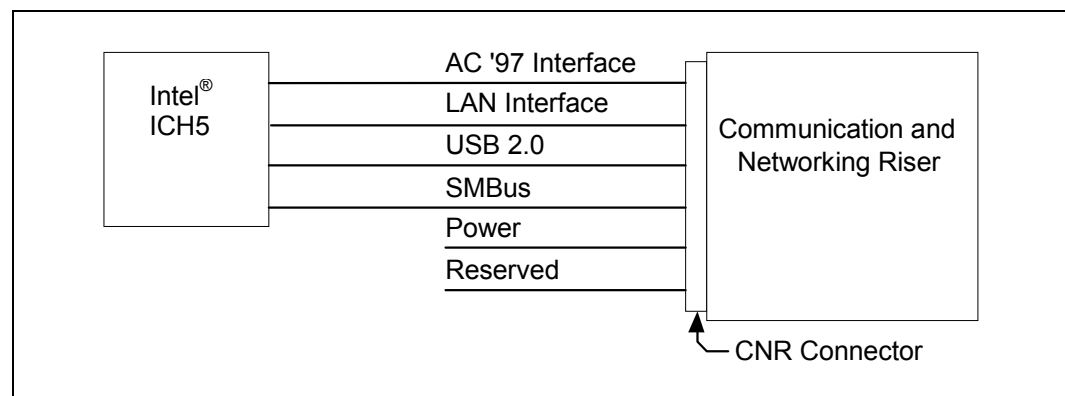 Intel®
ICH5
AC '97 Interface
LAN Interface
USB 2.0
SMBus
Power
Reserved
Communication and
Networking Riser
CNR Connector